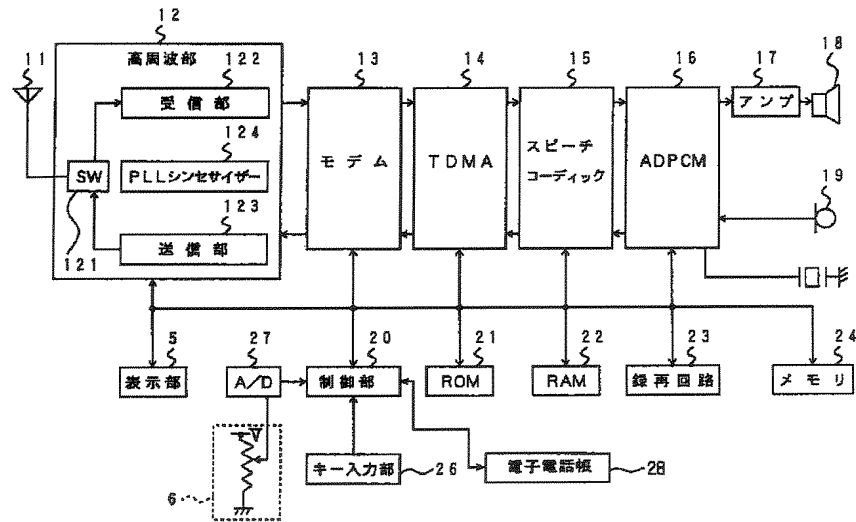 12
11
高周波部
122
受信部
124
SW
PLLシンセサイザー
123
送信部
121
13
モデム
14
TDMA
15
スピーチ
コーディック
16
ADPCM
17
アンプ
18
19
5
表示部
27
A/D
20
制御部
21
ROM
22
RAM
23
録再回路
24
メモリ
V
6
キー入力部
26
電子電話帳
28